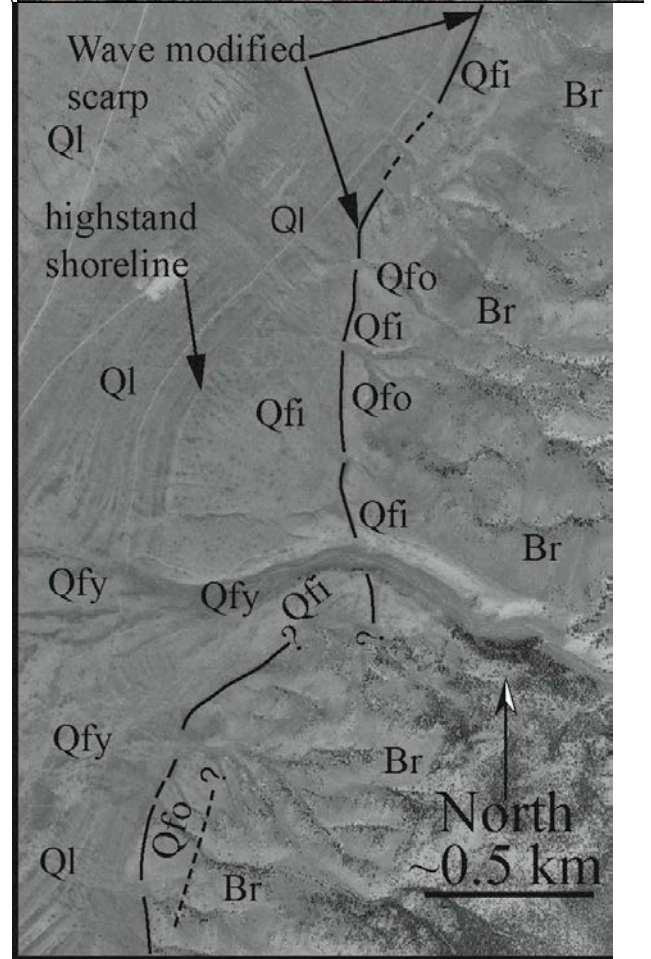 Wave modified
scarp
Qfi
Br
Ql
highstand
shoreline
Ql
Qfo
Br
Qfi
Ql
Qfi
Qfo
Qfi
Br
Qfy
Qfy
Qfi
?
?
Qfy
Br
?
Qfo
North
~0.5 km
Ql
Br